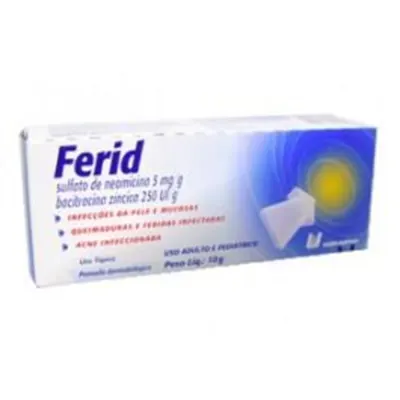 Ferid
sulfato de neomicina 5 mg/g
bacitracina zíncica 250 UI/g
INFECÇÕES DA PELE E MUCOSAS
QUEIMADURAS E FERIDAS INFECTADAS
ACNE INFECCIONADA
USO ADULTO E PEDIÁTRICO
Uso Tópico
Pomada dermatológica
Peso Líq.: 10g